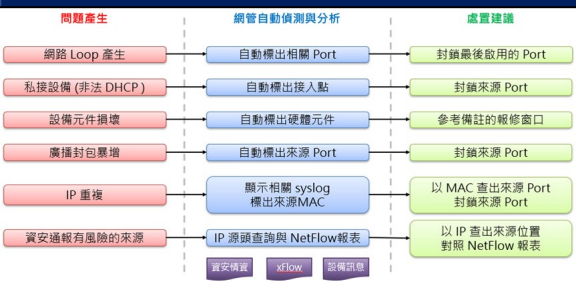 問題產生
網管自動偵測與分析
處置建議
網路 Loop 產生
自動標出相關 Port
封鎖最後啟用的 Port
私接設備 (非法 DHCP )
自動標出接入點
封鎖來源 Port
設備元件損壞
自動標出硬體元件
參考備註的報修窗口
廣播封包暴增
自動標出來源 Port
封鎖來源 Port
IP 重複
顯示相關 syslog
標出來源MAC
以 MAC 查出來源 Port
封鎖來源 Port
資安通報有風險的來源
IP 源頭查詢與 NetFlow報表
以 IP 查出來源位置
對照 NetFlow 報表
資安情資
xFlow
設備訊息